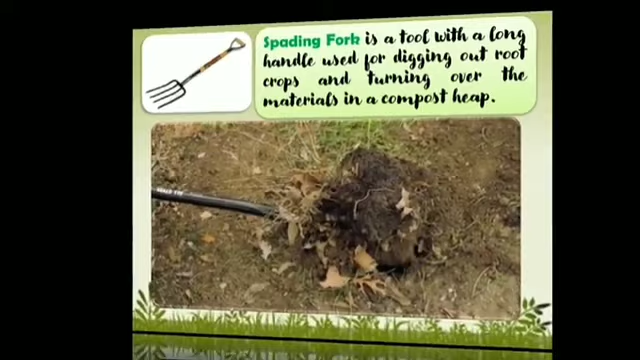 Spading Fork is a tool with a long
handle used for digging out root
crops and turning over the
materials in a compost heap.